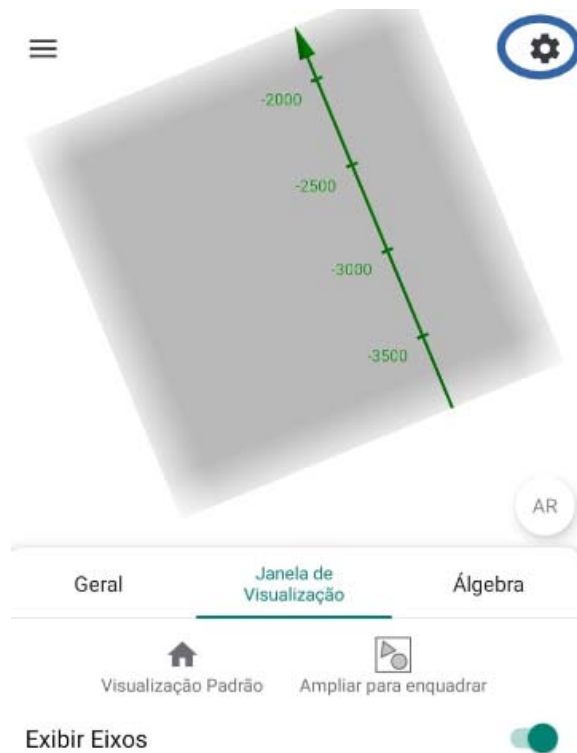 -2000
-2500
-3000
-3500
AR
Geral
Janela de
Visualização
Álgebra
Visualização Padrão
Ampliar para enquadrar
Exibir Eixos